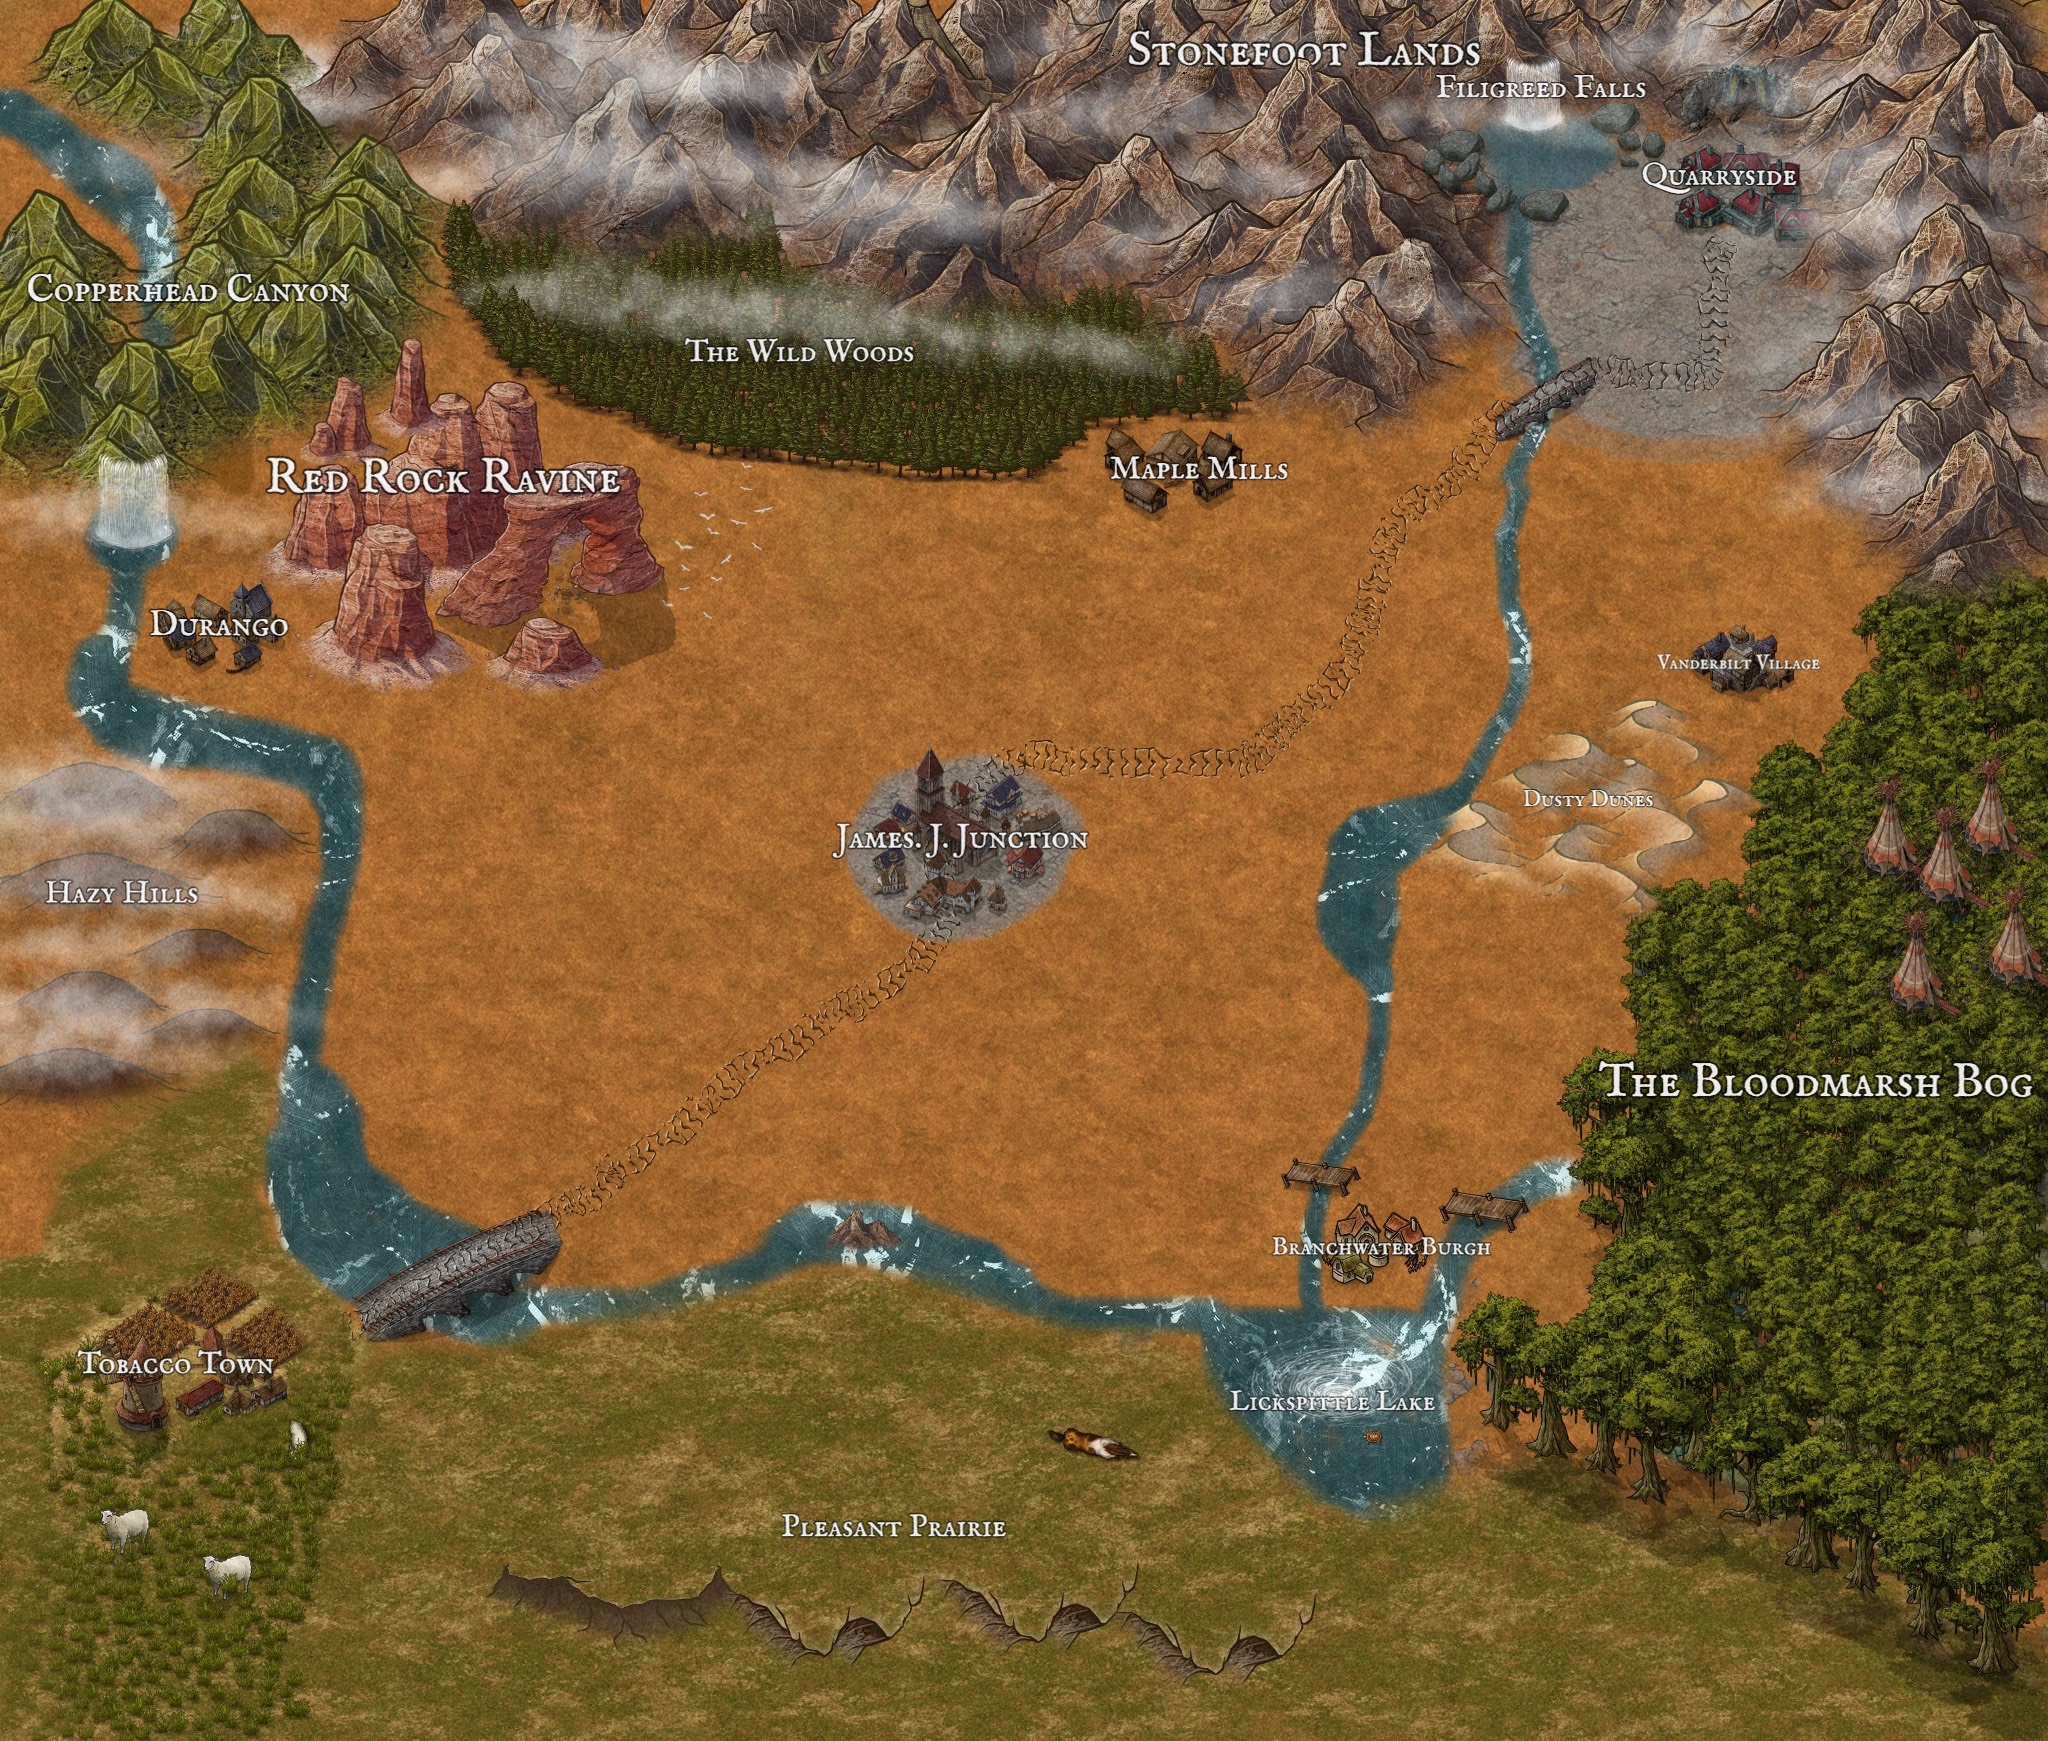 Stonefoot Lands
Filigreed Falls
Quarryside
Copperhead Canyon
The Wild Woods
Red Rock Ravine
Maple Mills
Durango
Vanderbilt Village
Dusty Dunes
James. J. Junction
Hazy Hills
The Bloodmarsh Bog
Branchwater Burgh
Tobacco Town
Lickspittle Lake
Pleasant Prairie